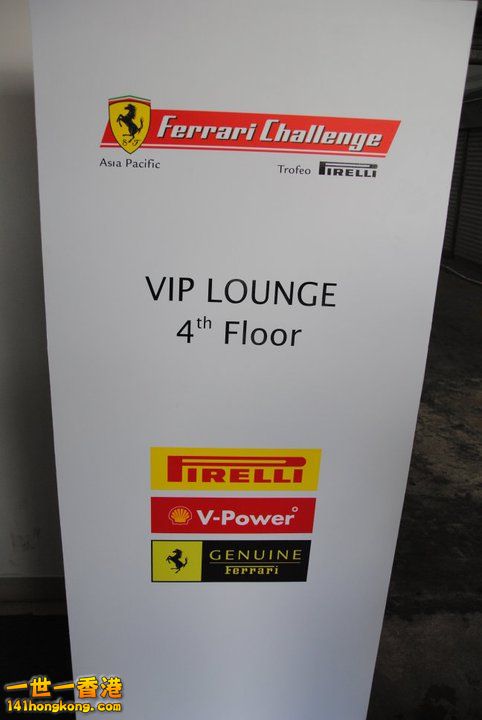 S F
Ferrari Challenge
Asia Pacific
Trofeo PIRELLI
VIP LOUNGE
4th Floor
PIRELLI
V-Power
GENUINE
Ferrari
一世一香港
141hongkong.com